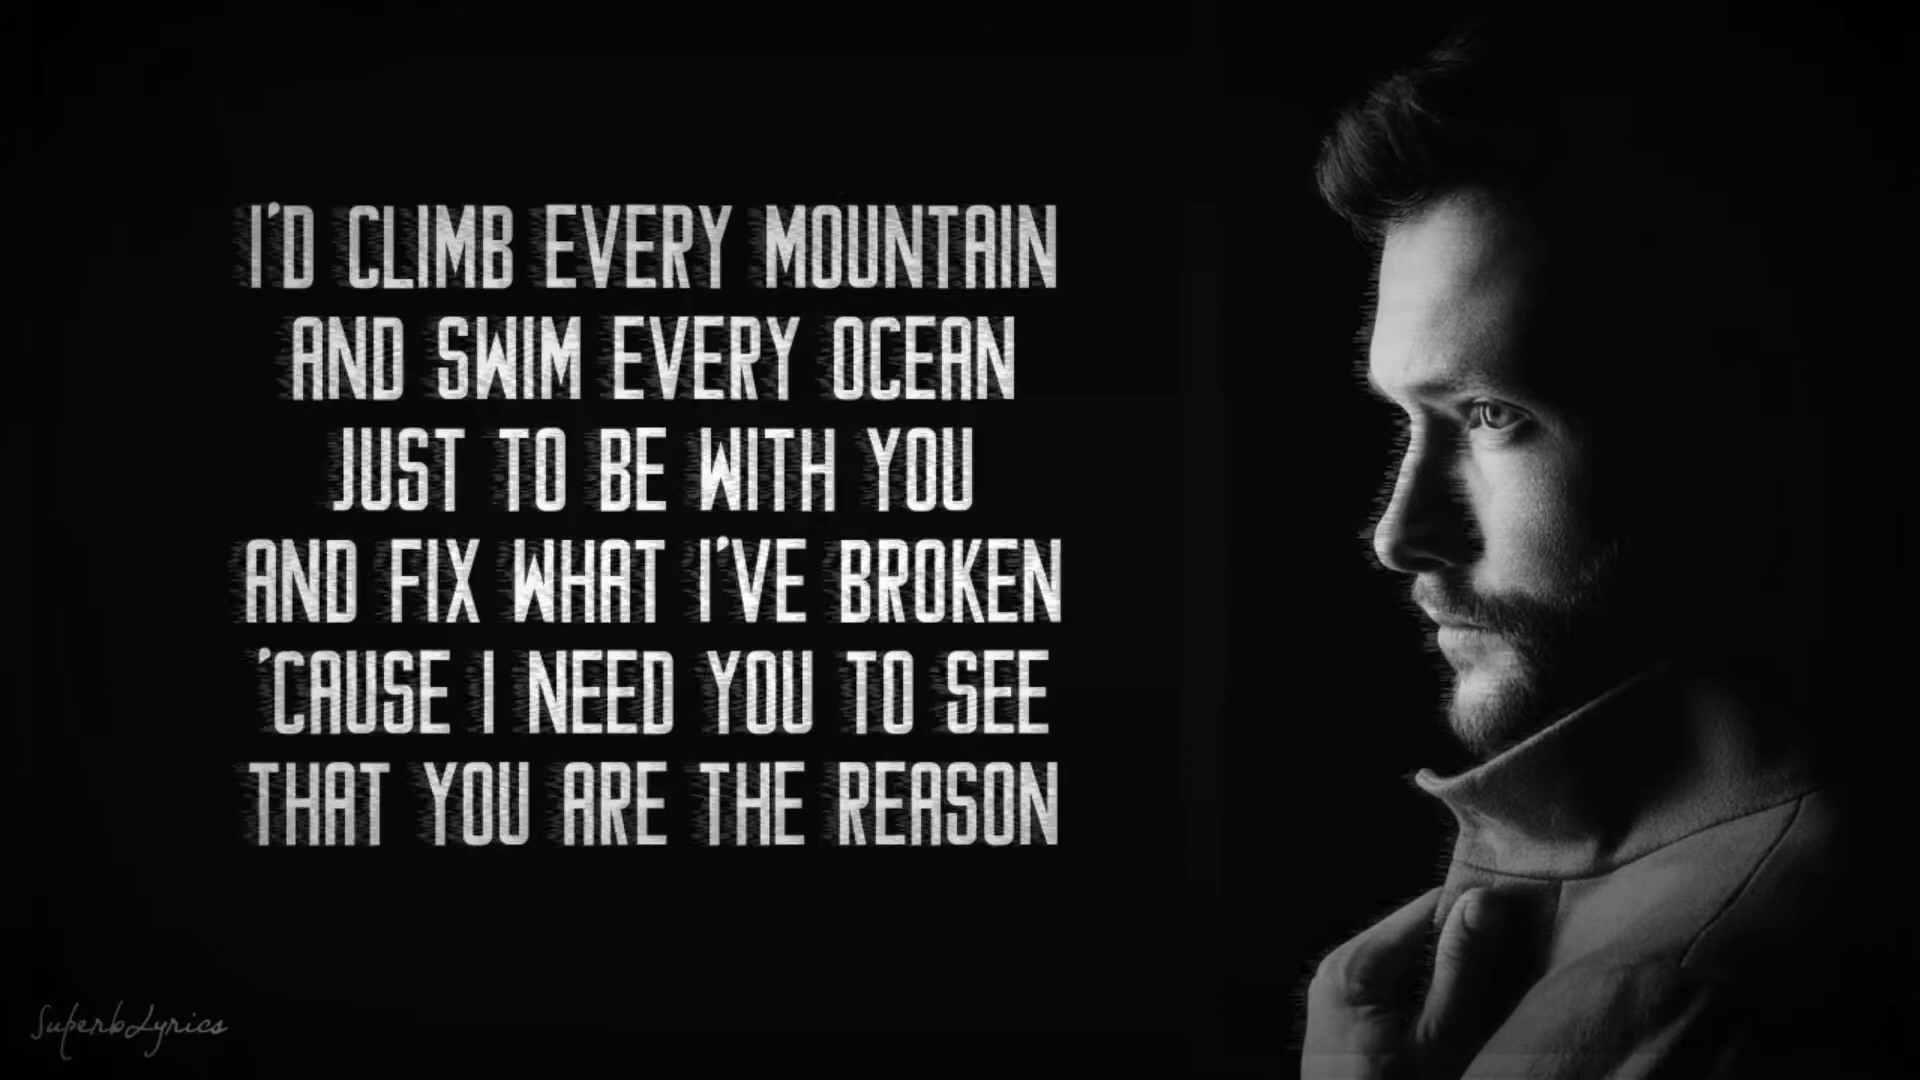 I'D CLIMB EVERY MOUNTAIN
AND SWIM EVERY OCEAN
JUST TO BE WITH YOU
AND FIX WHAT I'VE BROKEN
'CAUSE I NEED YOU TO SEE
THAT YOU ARE THE REASON
SuperbLyrics